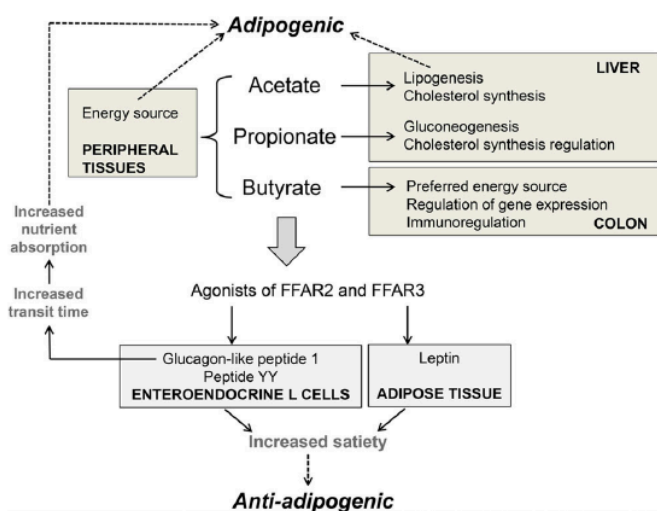 Adipogenic
LIVER
Acetate
Lipogenesis
Cholesterol synthesis
Energy source
PERIPHERAL
TISSUES
Propionate
Gluconeogenesis
Cholesterol synthesis regulation
Butyrate
Preferred energy source
Regulation of gene expression
Immunoregulation
COLON
Increased
nutrient
absorption
Increased
transit time
Agonists of FFAR2 and FFAR3
Glucagon-like peptide 1
Peptide YY
ENTEROENDOCRINE L CELLS
Leptin
ADIPOSE TISSUE
Increased satiety
Anti-adipogenic